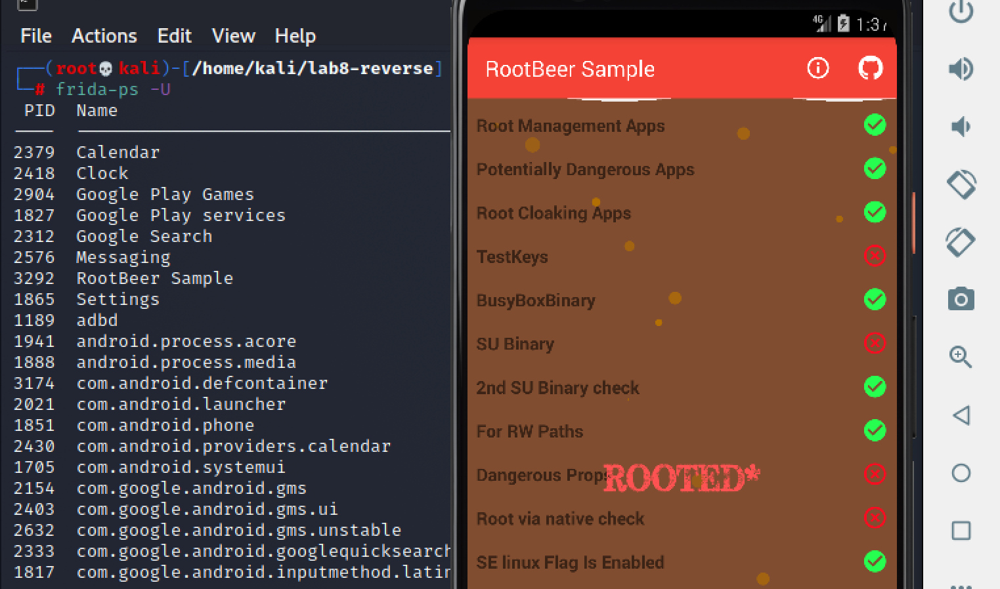 File Actions Edit View Help
(root💀kali)-[/home/kali/lab8-reverse]
# frida-ps -U
PID Name
2379 Calendar
2418 Clock
2904 Google Play Games
1827 Google Play services
2312 Google Search
2576 Messaging
3292 RootBeer Sample
1865 Settings
1189 adbd
1941 android.process.acore
1888 android.process.media
3174 com.android.defcontainer
2021 com.android.launcher
1851 com.android.phone
2430 com.android.providers.calendar
1705 com.android.systemui
2154 com.google.android.gms
2403 com.google.android.gms.ui
2632 com.google.android.gms.unstable
2333 com.google.android.googlequicksearch
1817 com.google.android.inputmethod.latin
4G 1:37
RootBeer Sample
Root Management Apps
Potentially Dangerous Apps
Root Cloaking Apps
TestKeys
BusyBoxBinary
SU Binary
2nd SU Binary check
For RW Paths
Dangerous Props
ROOTED*
Root via native check
SE linux Flag Is Enabled